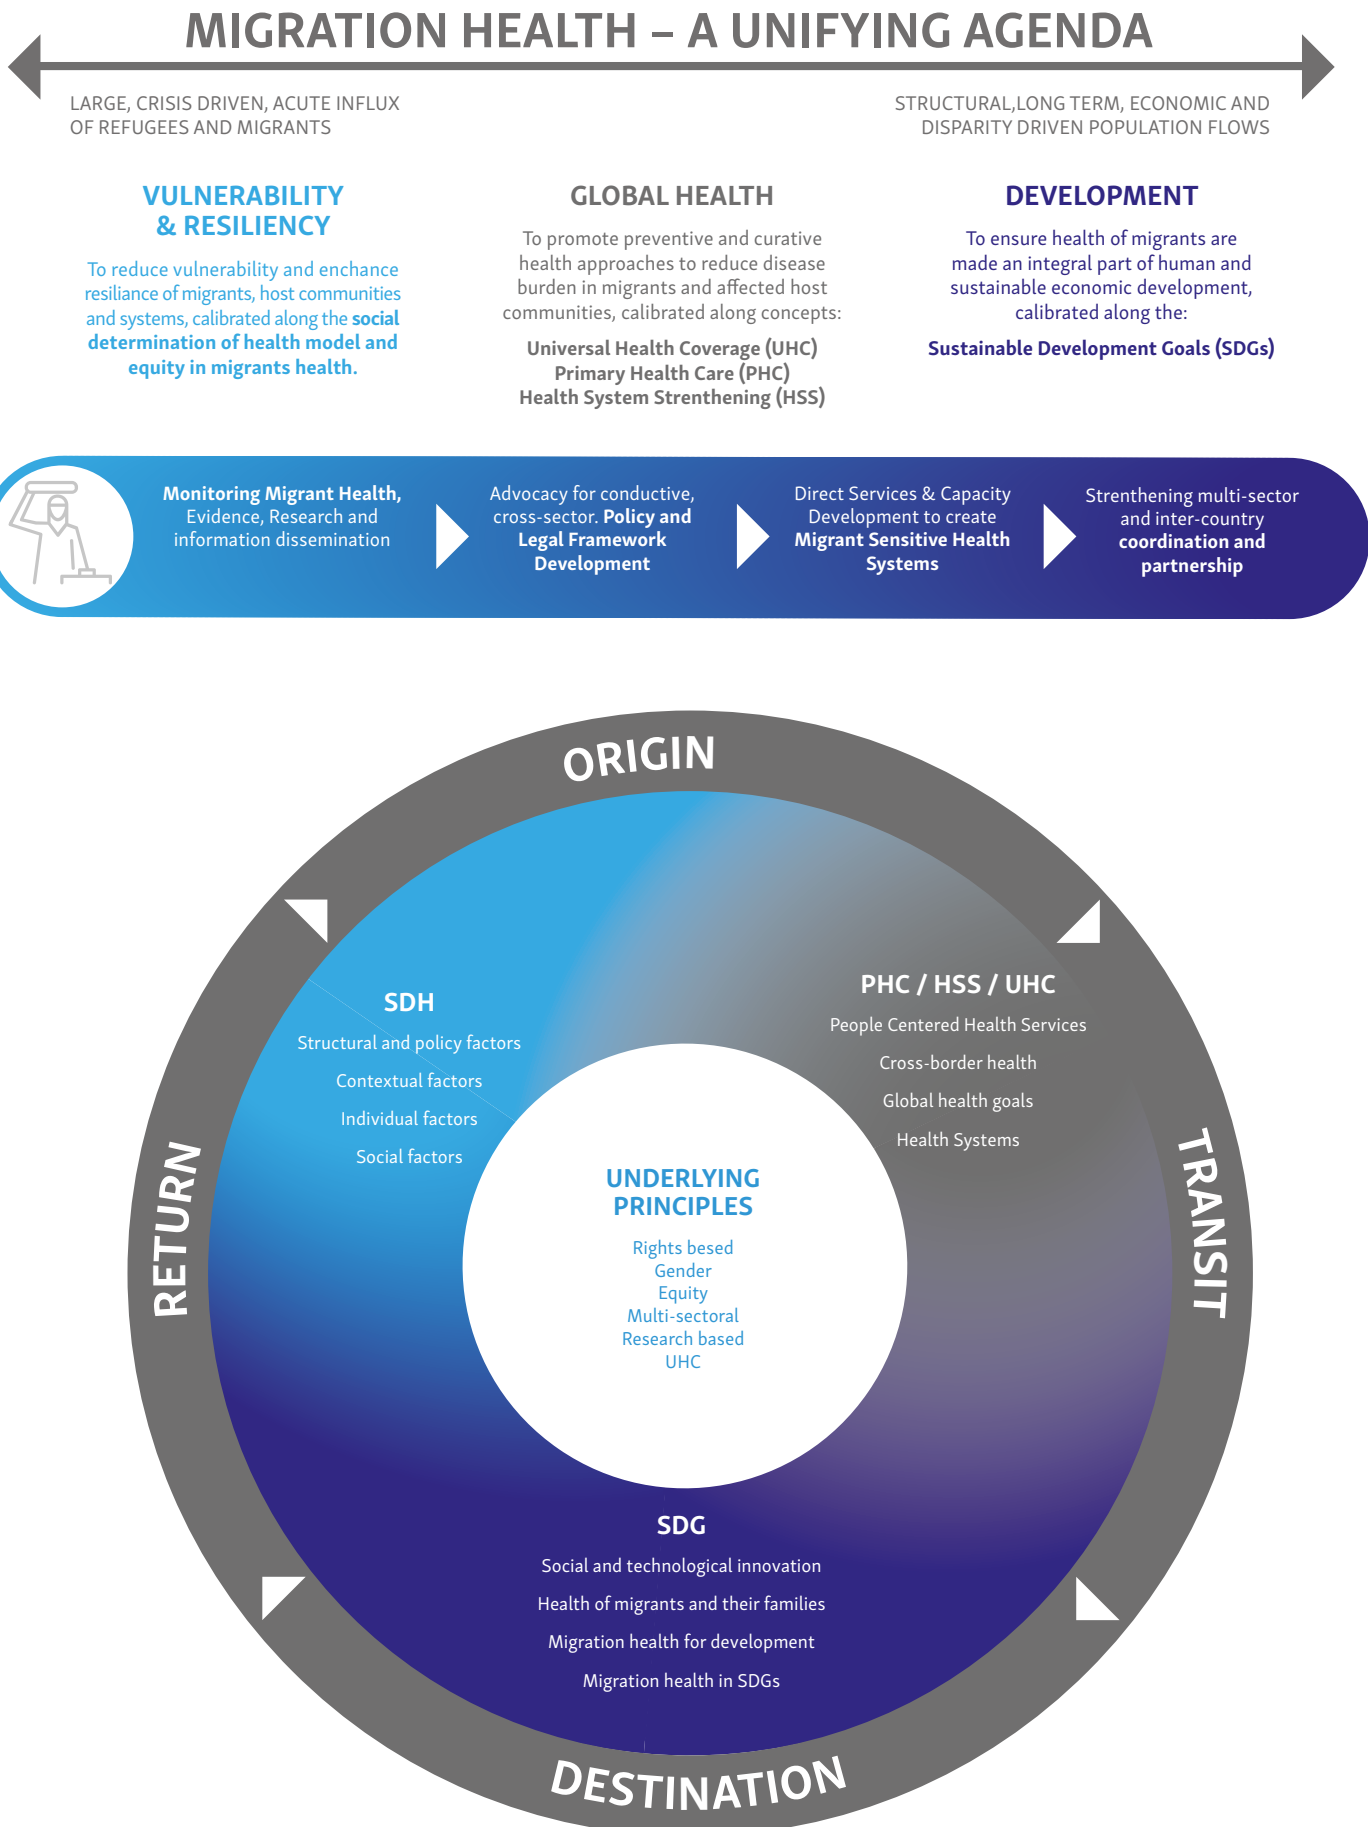 MIGRATION HEALTH – A UNIFYING AGENDA
LARGE, CRISIS DRIVEN, ACUTE INFLUX
OF REFUGEES AND MIGRANTS
STRUCTURAL,LONG TERM, ECONOMIC AND
DISPARITY DRIVEN POPULATION FLOWS
VULNERABILITY
& RESILIENCY
To reduce vulnerability and enchance
resiliance of migrants, host communities
and systems, calibrated along the social
determination of health model and
equity in migrants health.
GLOBAL HEALTH
To promote preventive and curative
health approaches to reduce disease
burden in migrants and affected host
communities, calibrated along concepts:
Universal Health Coverage (UHC)
Primary Health Care (PHC)
Health System Strenthening (HSS)
DEVELOPMENT
To ensure health of migrants are
made an integral part of human and
sustainable economic development,
calibrated along the:
Sustainable Development Goals (SDGs)
Monitoring Migrant Health,
Evidence, Research and
information dissemination
Advocacy for conductive,
cross-sector. Policy and
Legal Framework
Development
Direct Services & Capacity
Development to create
Migrant Sensitive Health
Systems
Strenthening multi-sector
and inter-country
coordination and
partnership
ORIGIN
SDH
Structural and policy factors
Contextual factors
Individual factors
Social factors
PHC / HSS / UHC
People Centered Health Services
Cross-border health
Global health goals
Health Systems
RETURN
TRANSIT
UNDERLYING
PRINCIPLES
Rights besed
Gender
Equity
Multi-sectoral
Research based
UHC
SDG
Social and technological innovation
Health of migrants and their families
Migration health for development
Migration health in SDGs
DESTINATION